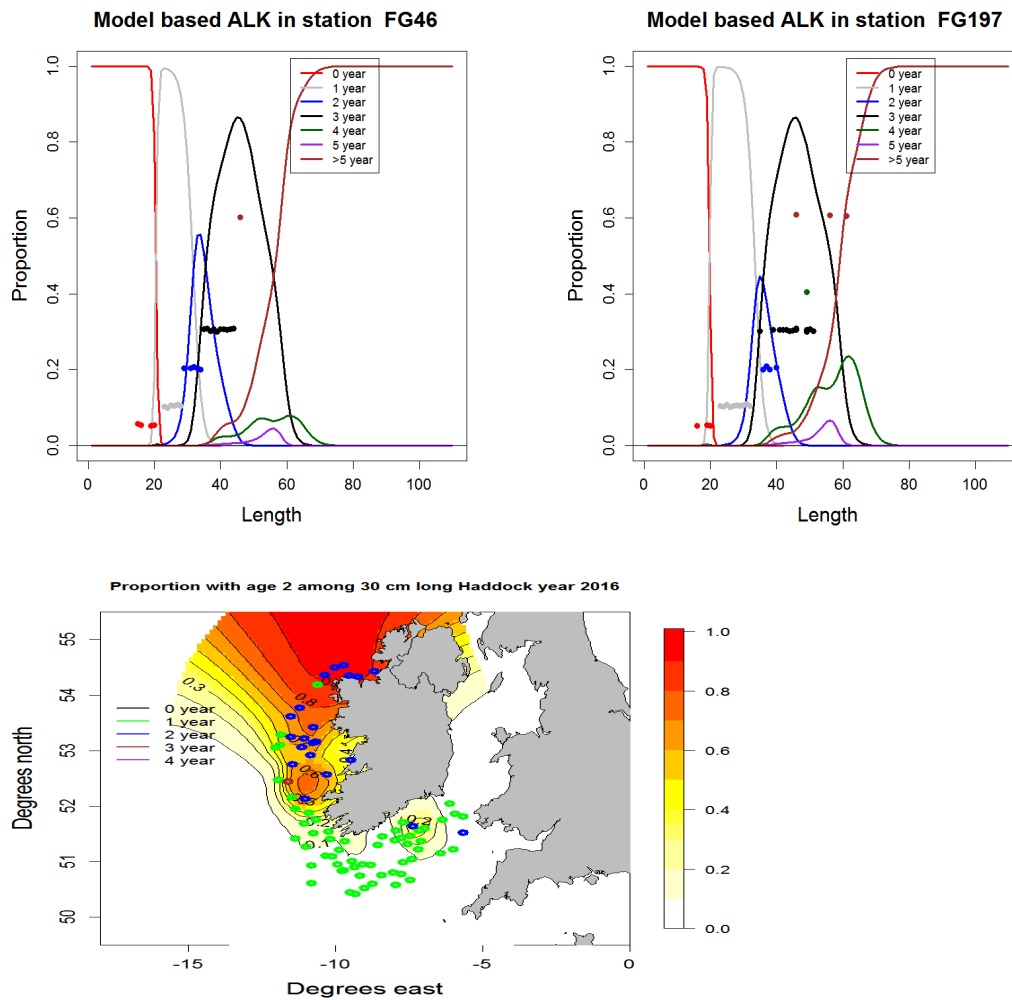 Model based ALK in station FG46
Proportion
0.0 0.2 0.4 0.6 0.8 1.0
0 year
1 year
2 year
3 year
4 year
5 year
>5 year
0 20 40 60 80 100
Length
Model based ALK in station FG197
Proportion
0.0 0.2 0.4 0.6 0.8 1.0
0 year
1 year
2 year
3 year
4 year
5 year
>5 year
0 20 40 60 80 100
Length
Proportion with age 2 among 30 cm long Haddock year 2016
Degrees north
50 51 52 53 54 55
0.3
0.8
0 year
1 year
2 year
3 year
4 year
0.2
0.1
0.2
-15 -10 -5 0
Degrees east
1.0
0.8
0.6
0.4
0.2
0.0